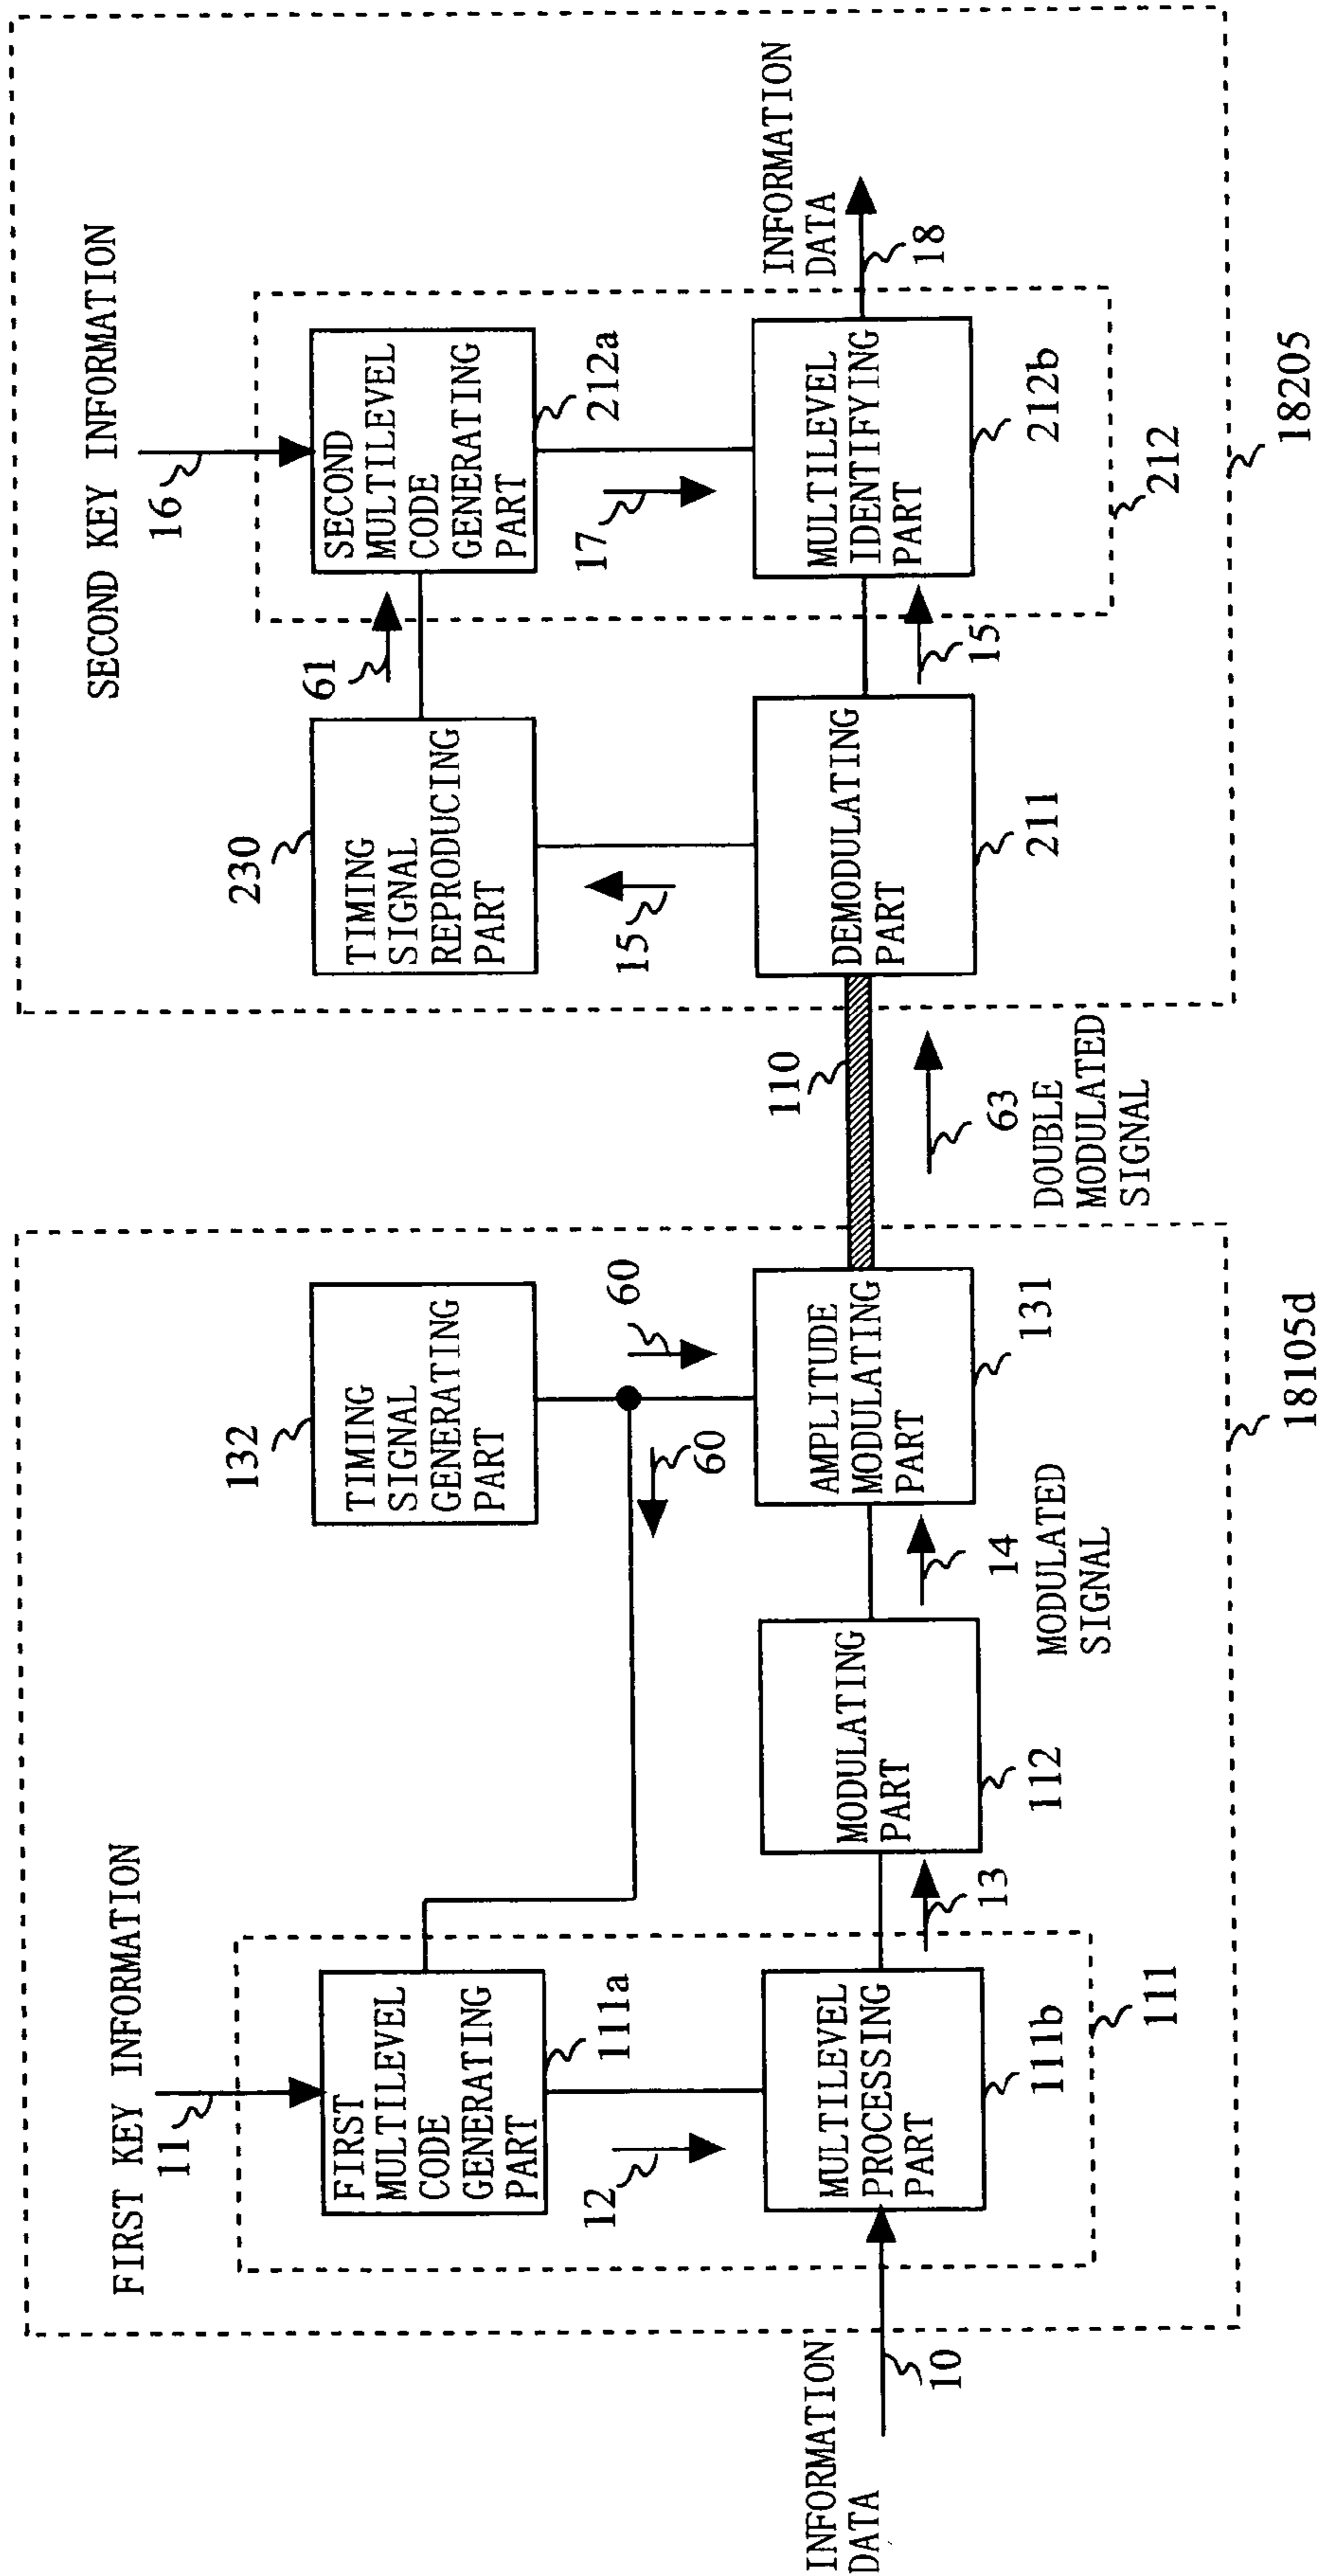 FIRST KEY INFORMATION
11
FIRST
MULTILEVEL
CODE
GENERATING
PART
111a
12
INFORMATION
DATA
10
MULTILEVEL
PROCESSING
PART
111b
111
13
MODULATING
PART
112
14
MODULATED
SIGNAL
132
TIMING
SIGNAL
GENERATING
PART
60
60
AMPLITUDE
MODULATING
PART
131
18105d
110
63
DOUBLE
MODULATED
SIGNAL
SECOND KEY INFORMATION
16
230
TIMING
SIGNAL
REPRODUCING
PART
61
SECOND
MULTILEVEL
CODE
GENERATING
PART
212a
15
17
DEMODULATING
PART
211
15
MULTILEVEL
IDENTIFYING
PART
212b
212
INFORMATION
DATA
18
18205